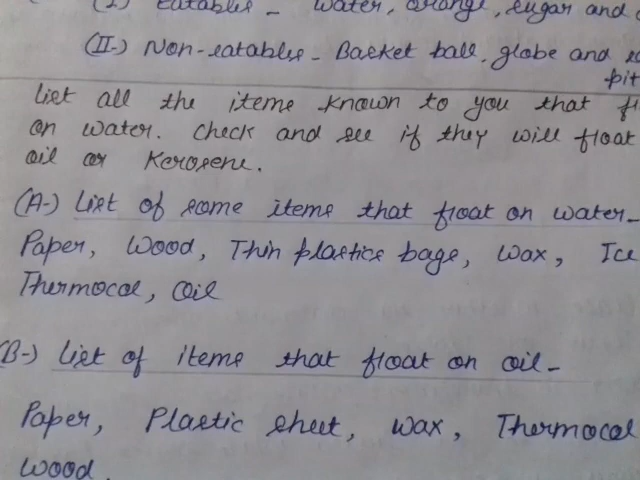 (I) Eatables - Water, orange, sugar and
(II-) Non-eatables - Basket ball, globe and
pit
List all the items known to you that fl
on water. Check and see if they will float
oil or Kerosene.
(A-) List of some items that float on water-
Paper, Wood, Thin plastics bags, wax, Ice
Thermocol, Oil
B-) List of items that float on oil-
Paper, Plastic sheet, wax, Thermocol
Wood.